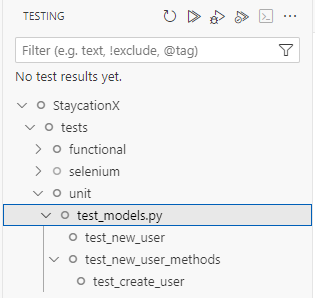 TESTING
Filter (e.g. text, !exclude, @tag)
No test results yet.
StaycationX
tests
functional
selenium
unit
test_models.py
test_new_user
test_new_user_methods
test_create_user